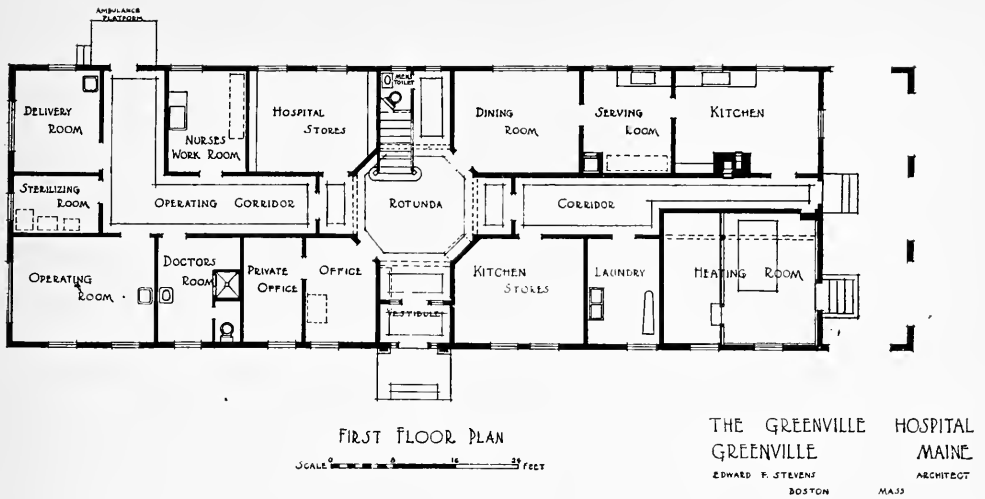 AMBULANCE
PLATFORM
DELIVERY
ROOM
NURSES
WORK ROOM
HOSPITAL
STORES
MENS
TOILET
DINING
ROOM
SERVING
ROOM
KITCHEN
STERILIZING
ROOM
OPERATING CORRIDOR
ROTUNDA
CORRIDOR
OPERATING
ROOM
DOCTORS
ROOM
PRIVATE
OFFICE
OFFICE
VESTIBULE
KITCHEN
STORES
LAUNDRY
HEATING ROOM
FIRST FLOOR PLAN
SCALE 0 8 16 24 FEET
THE GREENVILLE HOSPITAL
GREENVILLE MAINE
EDWARD F. STEVENS ARCHITECT
BOSTON MASS